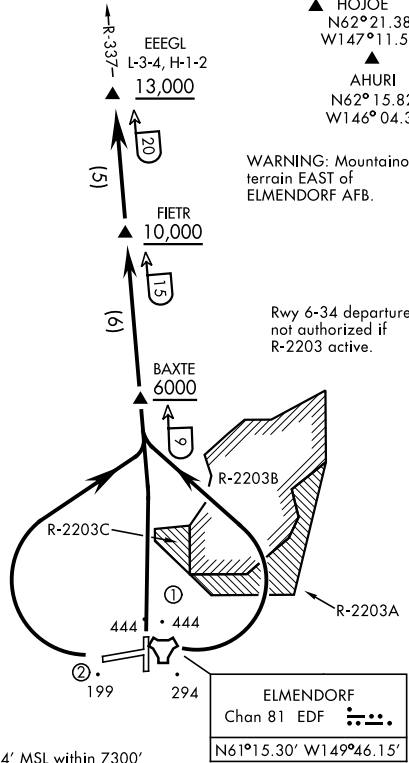 HOJOE
N62° 21.38
W147° 11.5
AHURI
N62° 15.82
W146° 04.3
R-337
EEEGL
L-3-4, H-1-2
13,000
20
(5)
WARNING: Mountaino
terrain EAST of
ELMENDORF AFB.
FIETR
10,000
15
(6)
Rwy 6-34 departure
not authorized if
R-2203 active.
BAXTE
6000
9
R-2203B
R-2203C
R-2203A
1
444
444
2
199
294
ELMENDORF
Chan 81 EDF
N61° 15.30' W149° 46.15'
4' MSL within 7300'